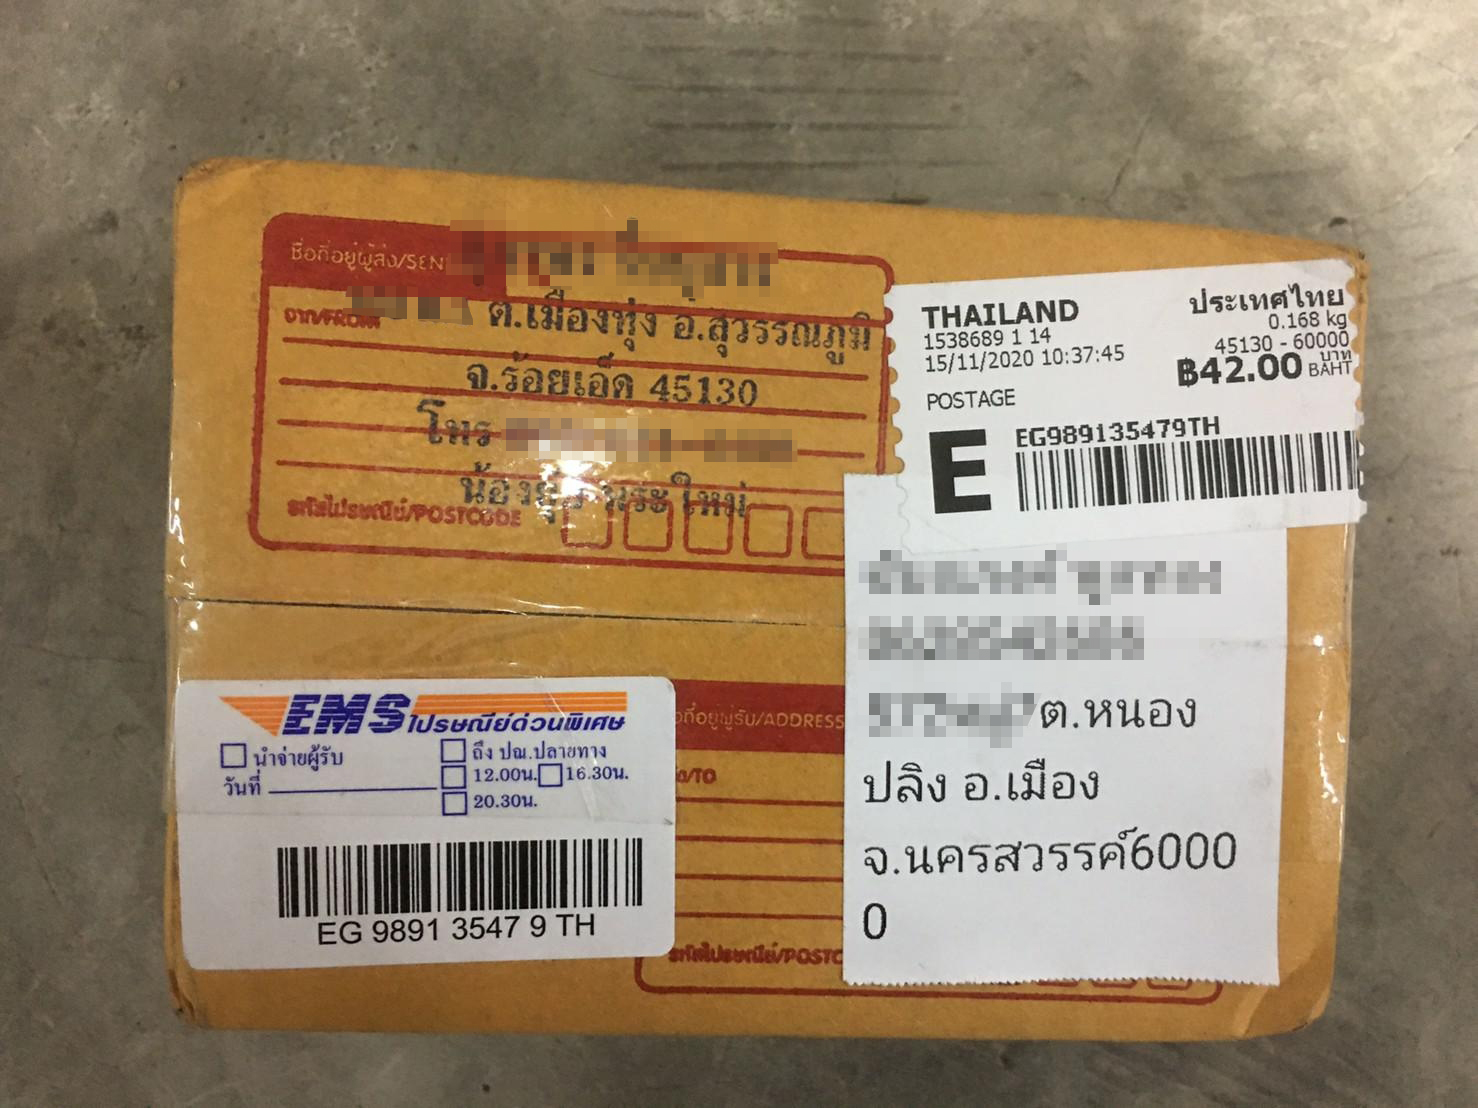 ชื่อที่อยู่ผู้ส่ง/SEN
จาก/FROM
ต.เมืองทุ่ง อ.สุวรรณภูมิ
จ.ร้อยเอ็ด 45130
โทร
รหัสไปรษณีย์/POSTCODE
THAILAND
ประเทศไทย
1538689 1 14
0.168 kg
15/11/2020 10:37:45
45130 - 60000
฿42.00 บาท BAHT
POSTAGE
E
EG989135479TH
ต.หนอง
ปลิง อ.เมือง
จ.นครสวรรค์6000
0
EMS ไปรษณีย์ด่วนพิเศษ
นำจ่ายผู้รับ
ถึง ปณ.ปลายทาง
วันที่
12.00น. 16.30น.
20.30น.
EG 9891 3547 9 TH
อที่อยู่ผู้รับ/ADDRESS
/TO
รหัสไปรษณีย์/POSTC